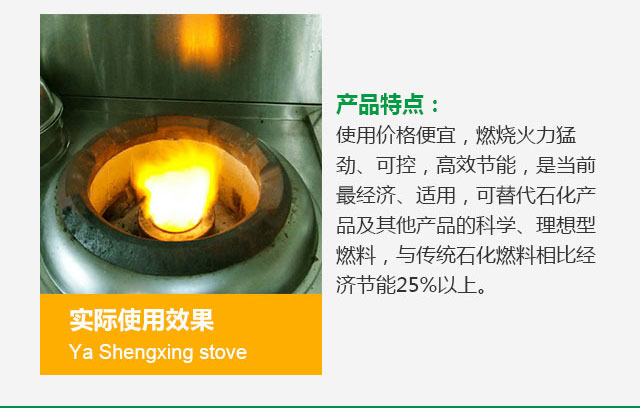 产品特点：
使用价格便宜，燃烧火力猛
劲、可控，高效节能，是当前
最经济、适用，可替代石化产
品及其他产品的科学、理想型
燃料，与传统石化燃料相比经
济节能25%以上。
实际使用效果
Ya Shengxing stove